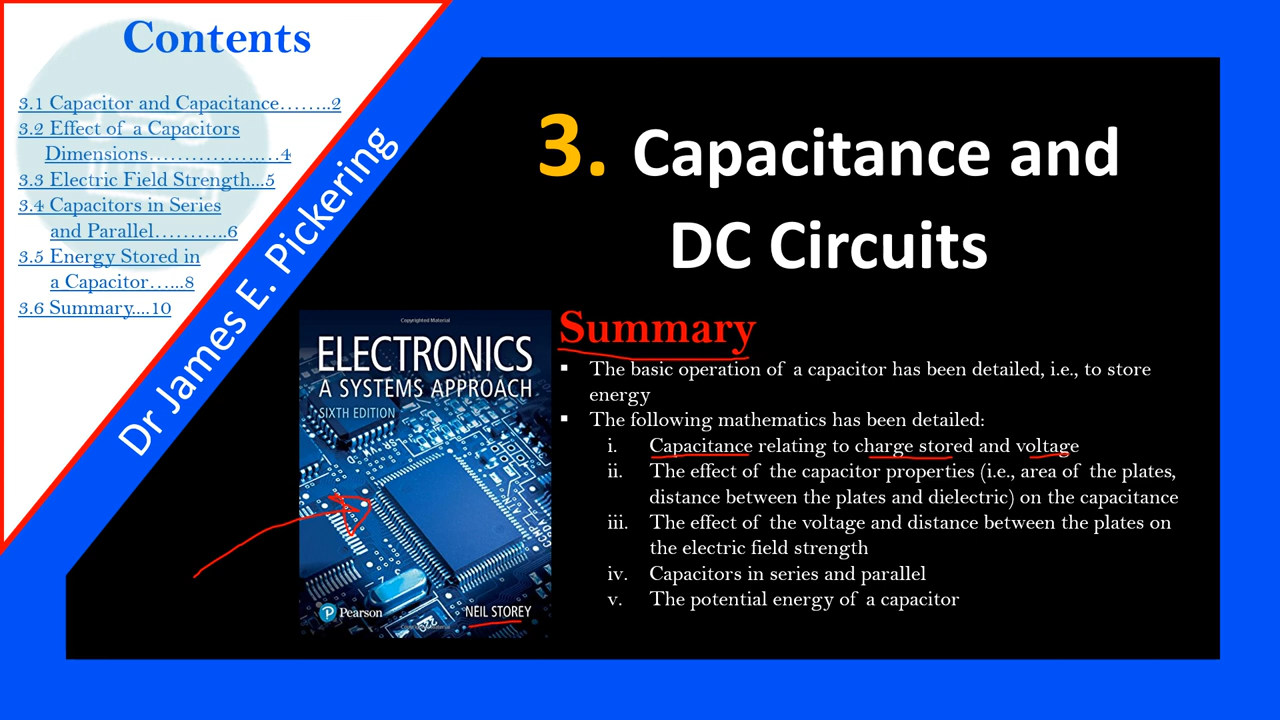 Contents
3.1 Capacitor and Capacitance……..2
3.2 Effect of a Capacitors
Dimensions…………….…4
3.3 Electric Field Strength...5
3.4 Capacitors in Series
and Parallel………..6
3.5 Energy Stored in
a Capacitor…...8
3.6 Summary....10
Dr James E. Pickering
3. Capacitance and
DC Circuits
Copyrighted Material
ELECTRONICS
A SYSTEMS APPROACH
SIXTH EDITION
Pearson
NEIL STOREY
Summary
▪ The basic operation of a capacitor has been detailed, i.e., to store
energy
▪ The following mathematics has been detailed:
i. Capacitance relating to charge stored and voltage
ii. The effect of the capacitor properties (i.e., area of the plates,
distance between the plates and dielectric) on the capacitance
iii. The effect of the voltage and distance between the plates on
the electric field strength
iv. Capacitors in series and parallel
v. The potential energy of a capacitor